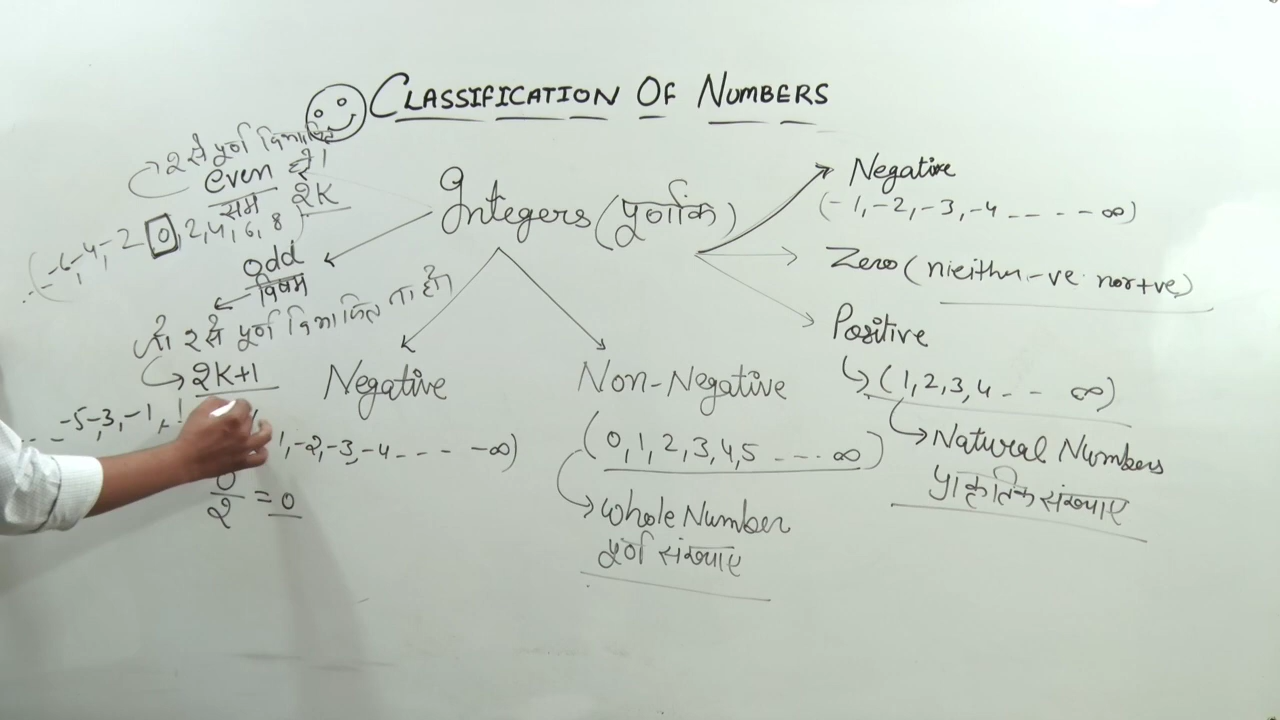 CLASSIFICATION OF NUMBERS
2 से पूर्ण विभाजित
even हो।
सम 2K
-6,-4,-2 0,2,4,6,8
Integers (पूर्णांक)
Odd
विषम
जो 2 से पूर्ण विभाजित ना हो।
2K+1
-5-3,-1,
0
2 = 0
Negative
1,-2,-3,-4 - - - - -∞)
Non-Negative
(0,1,2,3,4,5 - - - - ∞)
Whole Number
पूर्ण संख्याए
Negative
(-1,-2,-3,-4 - - - - -∞)
Zero (nieither -ve nor +ve)
Positive
(1,2,3,4 - - - ∞)
Natural Numbers
प्राकृतिक संख्याए